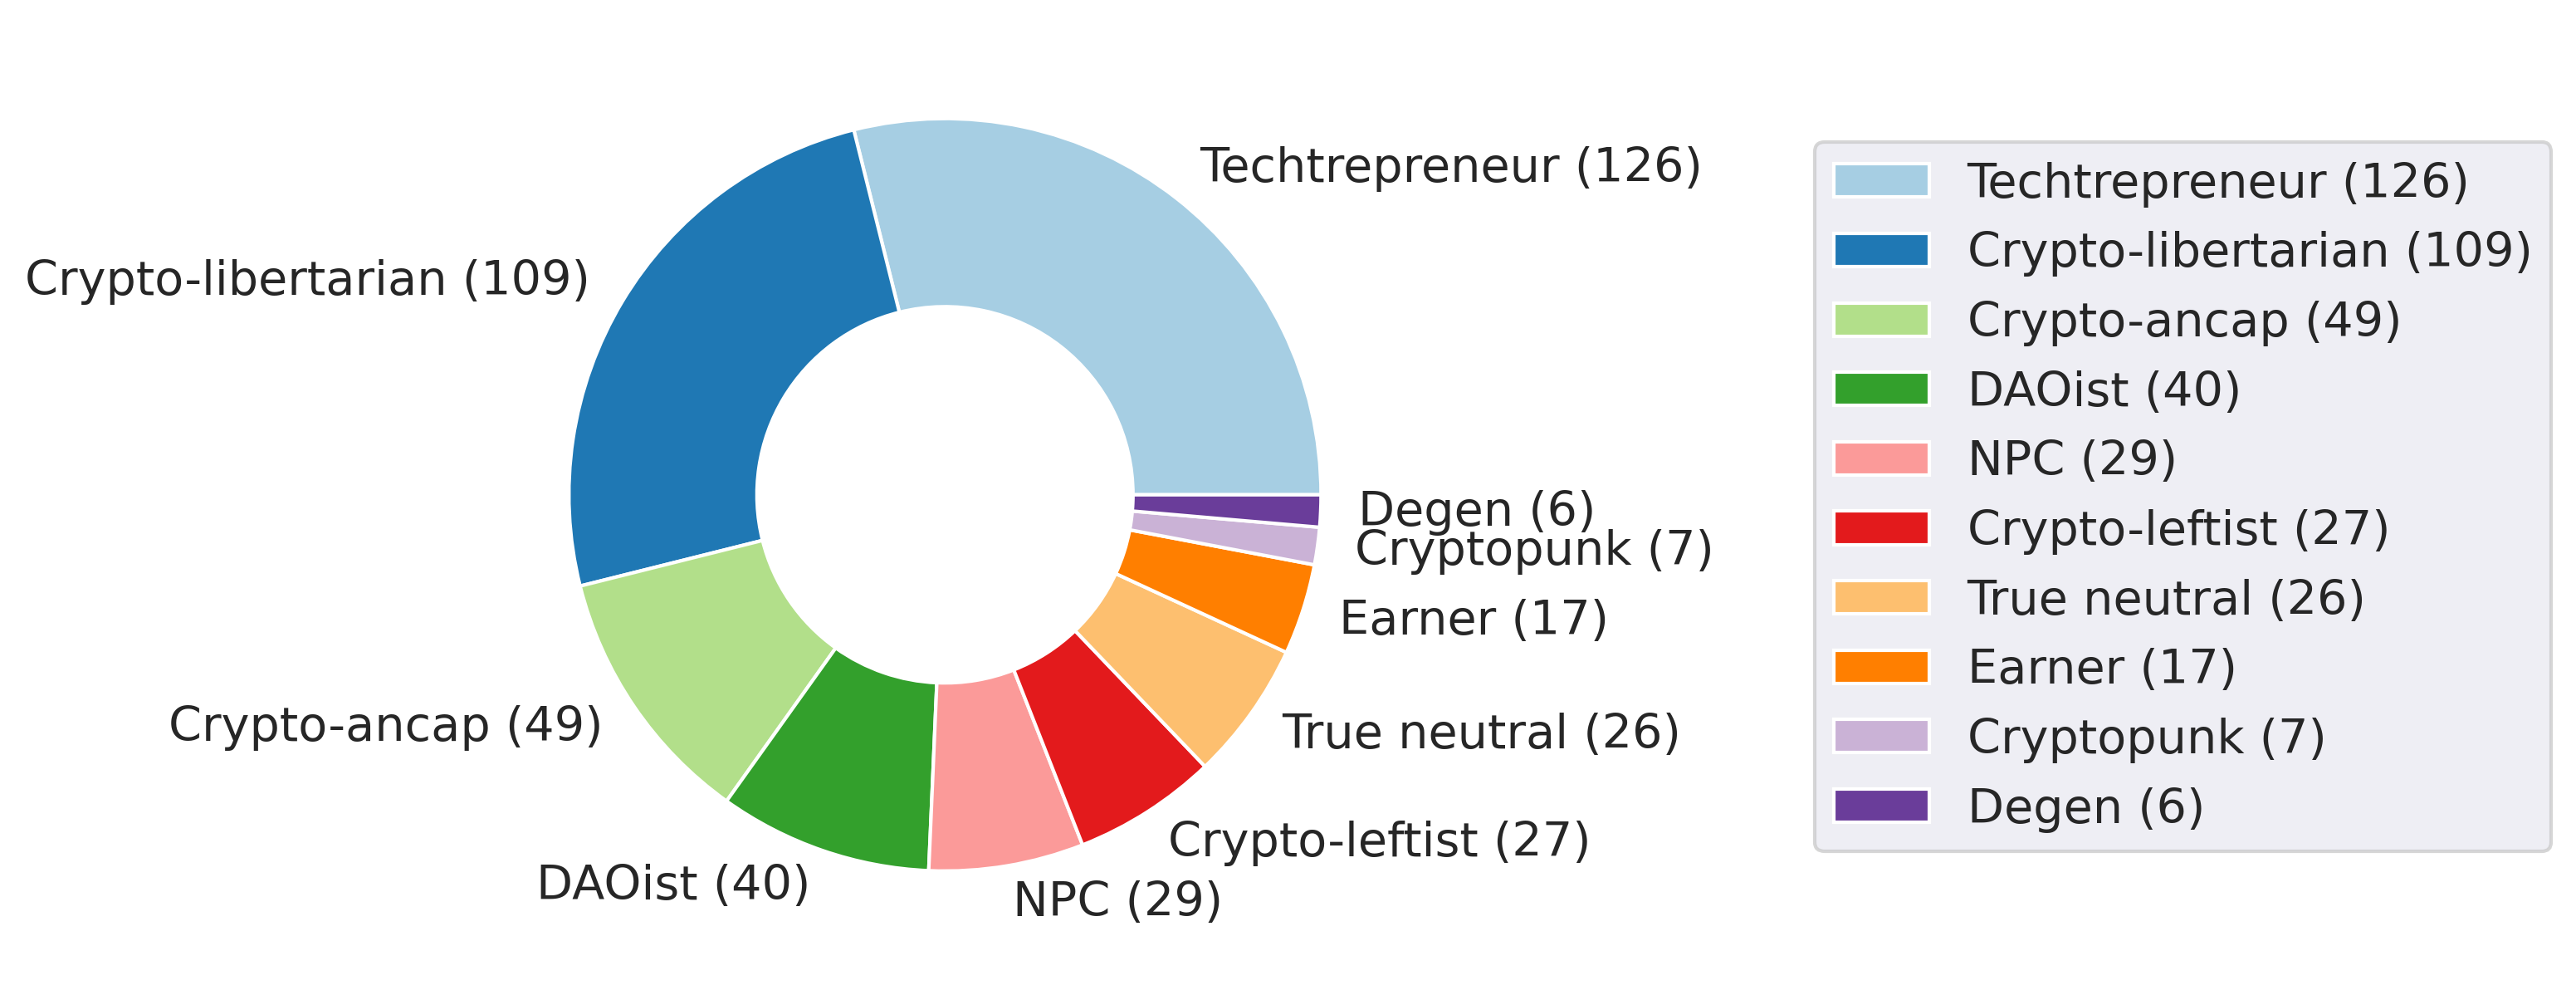 Techtrepreneur (126)
Crypto-libertarian (109)
Crypto-ancap (49)
DAOist (40)
NPC (29)
Crypto-leftist (27)
True neutral (26)
Earner (17)
Cryptopunk (7)
Degen (6)
Techtrepreneur (126)
Crypto-libertarian (109)
Crypto-ancap (49)
DAOist (40)
NPC (29)
Crypto-leftist (27)
True neutral (26)
Earner (17)
Cryptopunk (7)
Degen (6)